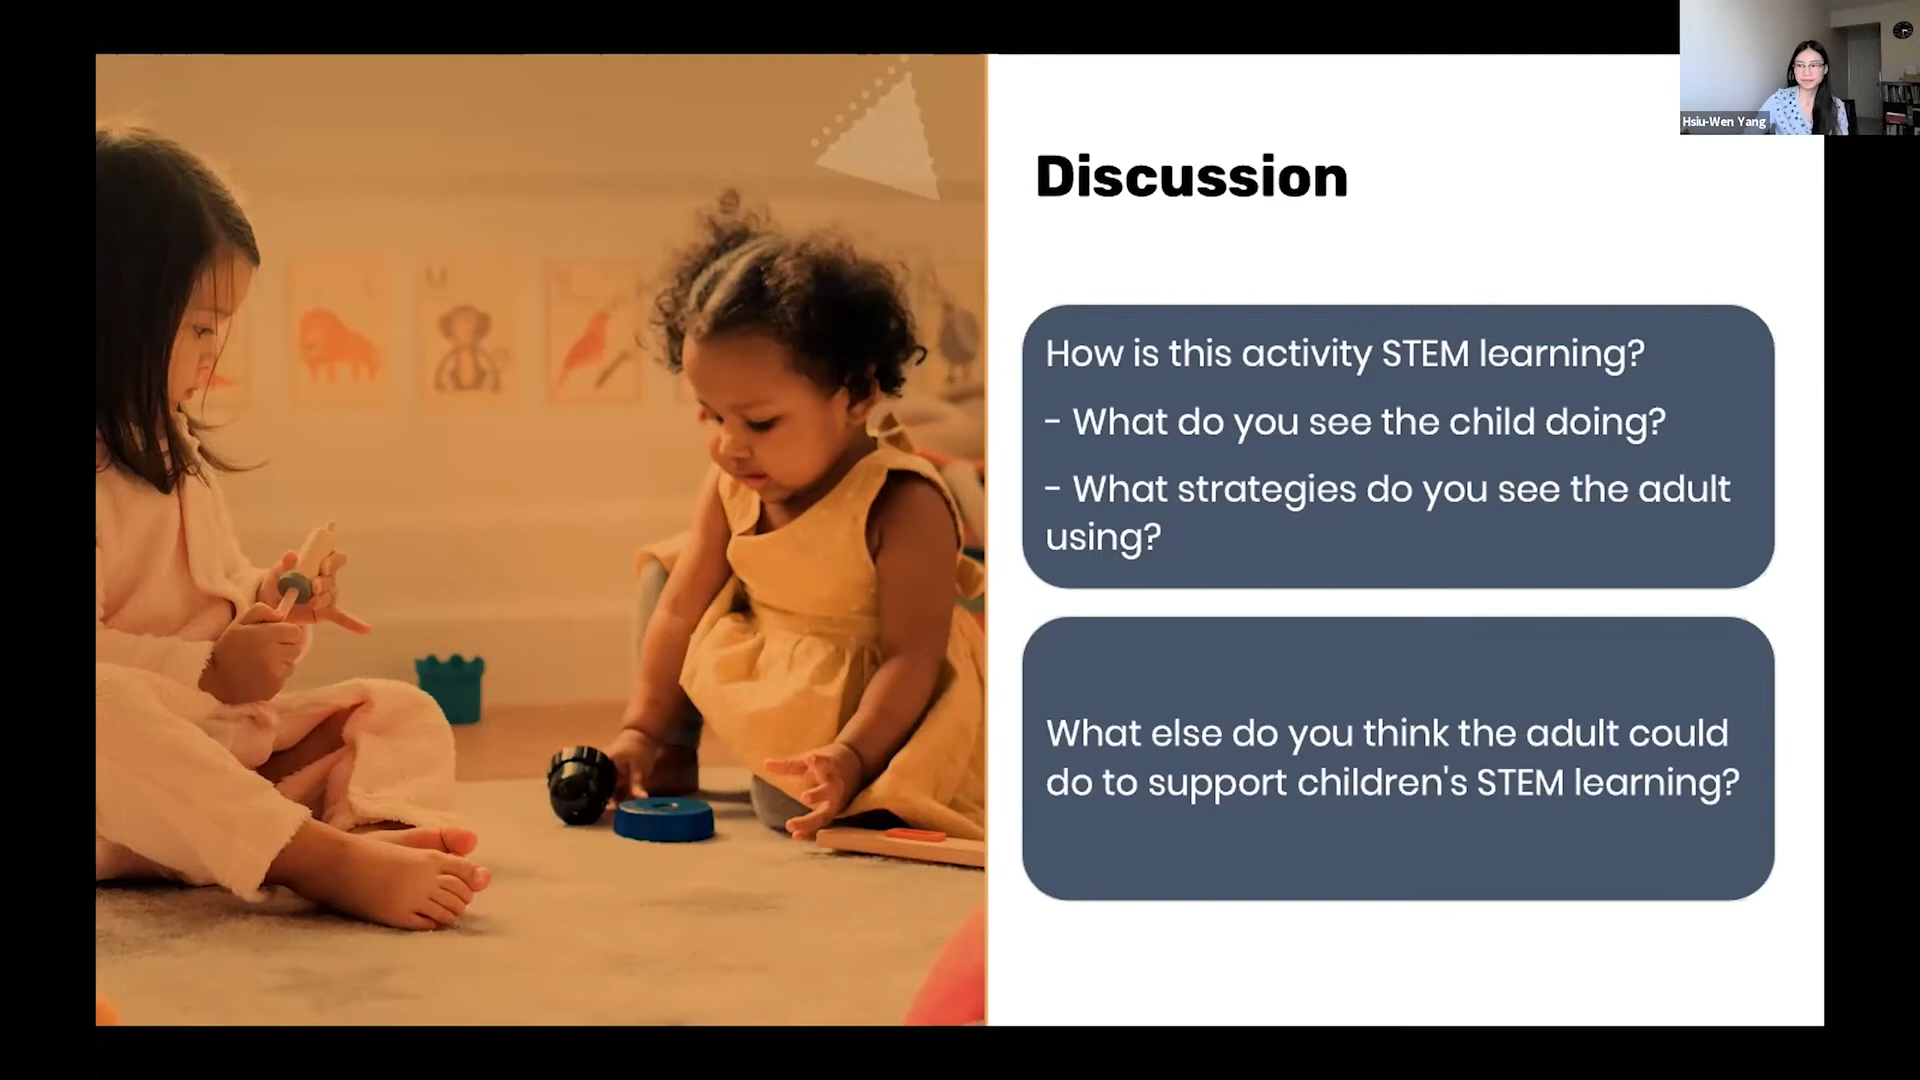 Hsiu-Wen Yang
Discussion
How is this activity STEM learning?
- What do you see the child doing?
- What strategies do you see the adult
using?
What else do you think the adult could
do to support children's STEM learning?